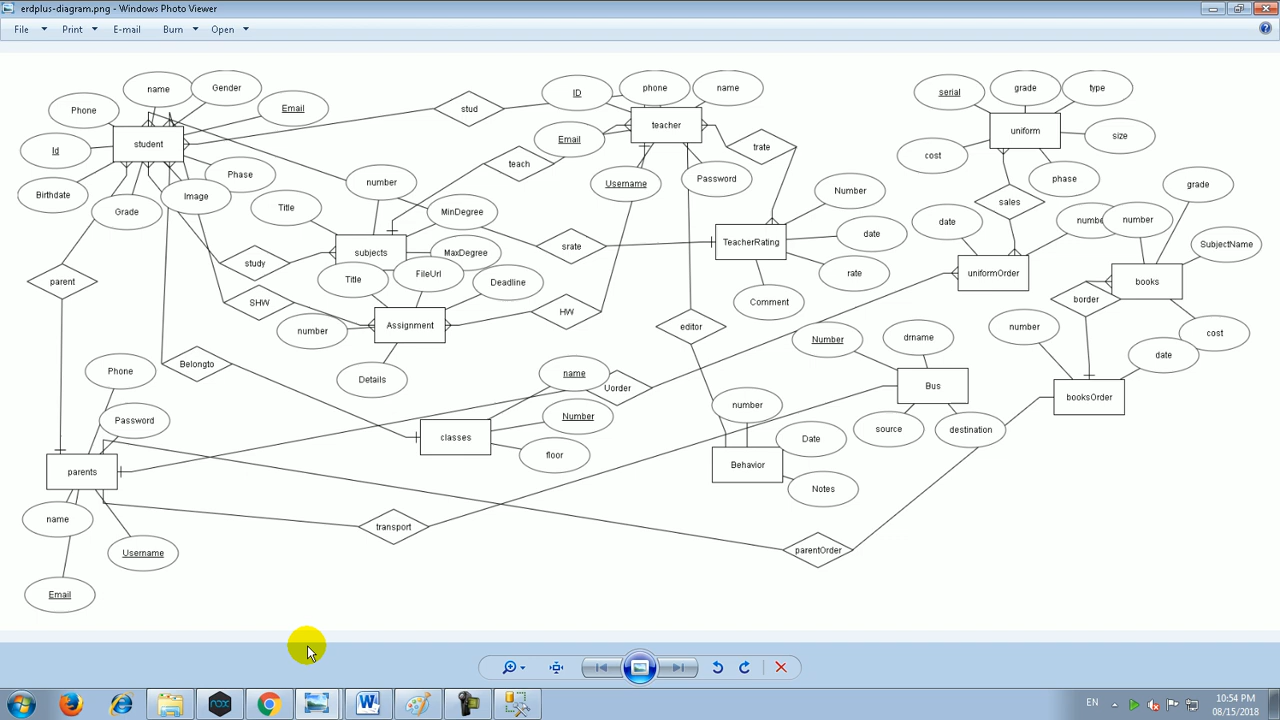 erdplus-diagram.png - Windows Photo Viewer
File Print E-mail Burn Open
name
Gender
Phone
Email
student
Id
Birthdate
Grade
Image
Phase
stud
ID
phone
name
teacher
Email
Username
Password
teach
trate
serial
grade
type
uniform
size
cost
phase
sales
number
Title
subjects
MinDegree
MaxDegree
study
srate
TeacherRating
Number
date
rate
Comment
date
number
uniformOrder
number
grade
SubjectName
books
border
cost
date
number
booksOrder
parent
SHW
Title
FileUrl
Deadline
number
Assignment
HW
Details
editor
Number
drname
Bus
source
destination
Belongto
name
Uorder
Number
classes
floor
number
Date
Behavior
Notes
Phone
Password
parents
name
Username
Email
transport
parentOrder
nox
W
EN
10:54 PM
08/15/2018